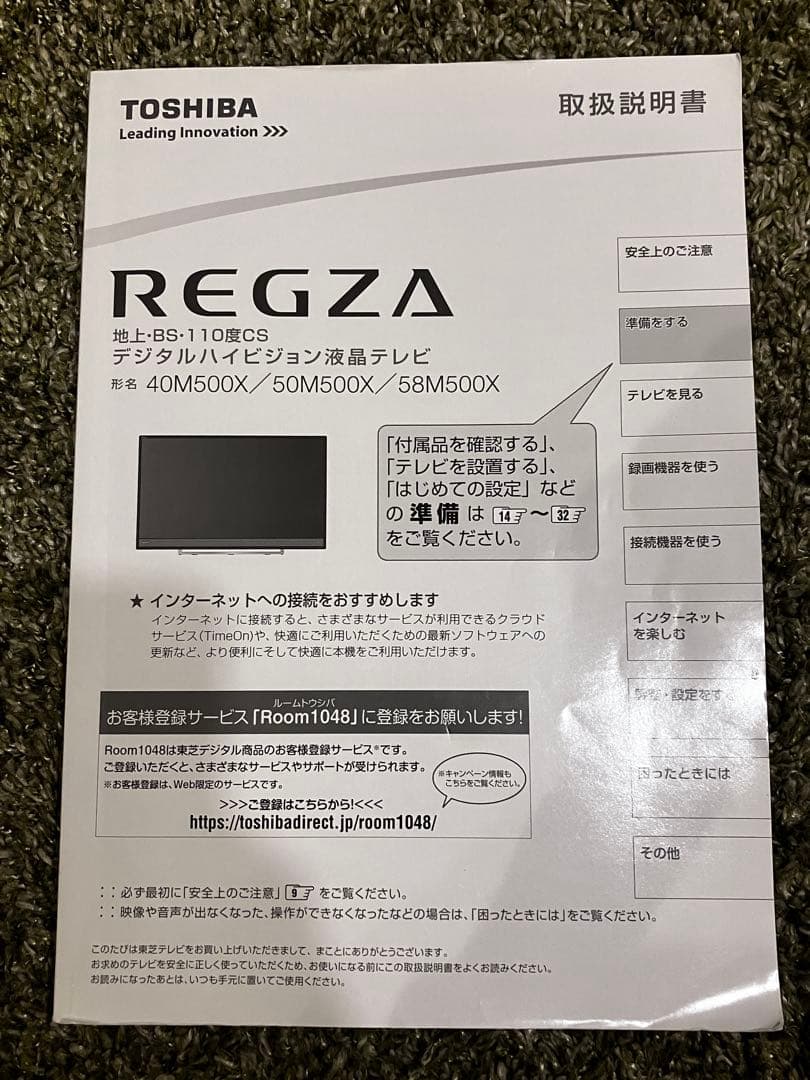 TOSHIBA
Leading Innovation >>>
取扱説明書
REGZA
地上・BS・110度CS
デジタルハイビジョン液晶テレビ
形名 40M500X／50M500X／58M500X
安全上のご注意
準備をする
テレビを見る
録画機器を使う
接続機器を使う
インターネット
を楽しむ
・設定をする
困ったときには
その他
「付属品を確認する」、
「テレビを設置する」、
「はじめての設定」など
の 準備 は 14 〜 32
をご覧ください。
★ インターネットへの接続をおすすめします
インターネットに接続すると、さまざまなサービスが利用できるクラウド
サービス(TimeOn)や、快適にご利用いただくための最新ソフトウェアへの
更新など、より便利にそして快適に本機をご利用いただけます。
ルームトウシバ
お客様登録サービス「Room1048」に登録をお願いします!
Room1048は東芝デジタル商品のお客様登録サービス※です。
ご登録いただくと、さまざまなサービスやサポートが受けられます。
※お客様登録は、Web限定のサービスです。
※キャンペーン情報も
こちらをご覧ください。
>>>ご登録はこちらから!<<<
https://toshibadirect.jp/room1048/
：：必ず最初に「安全上のご注意」 9 をご覧ください。
：：映像や音声が出なくなった、操作ができなくなったなどの場合は、「困ったときには」をご覧ください。
このたびは東芝テレビをお買い上げいただきまして、まことにありがとうございます。
お求めのテレビを安全に正しく使っていただくため、お使いになる前にこの取扱説明書をよくお読みください。
お読みになったあとは、いつも手元に置いてご使用ください。